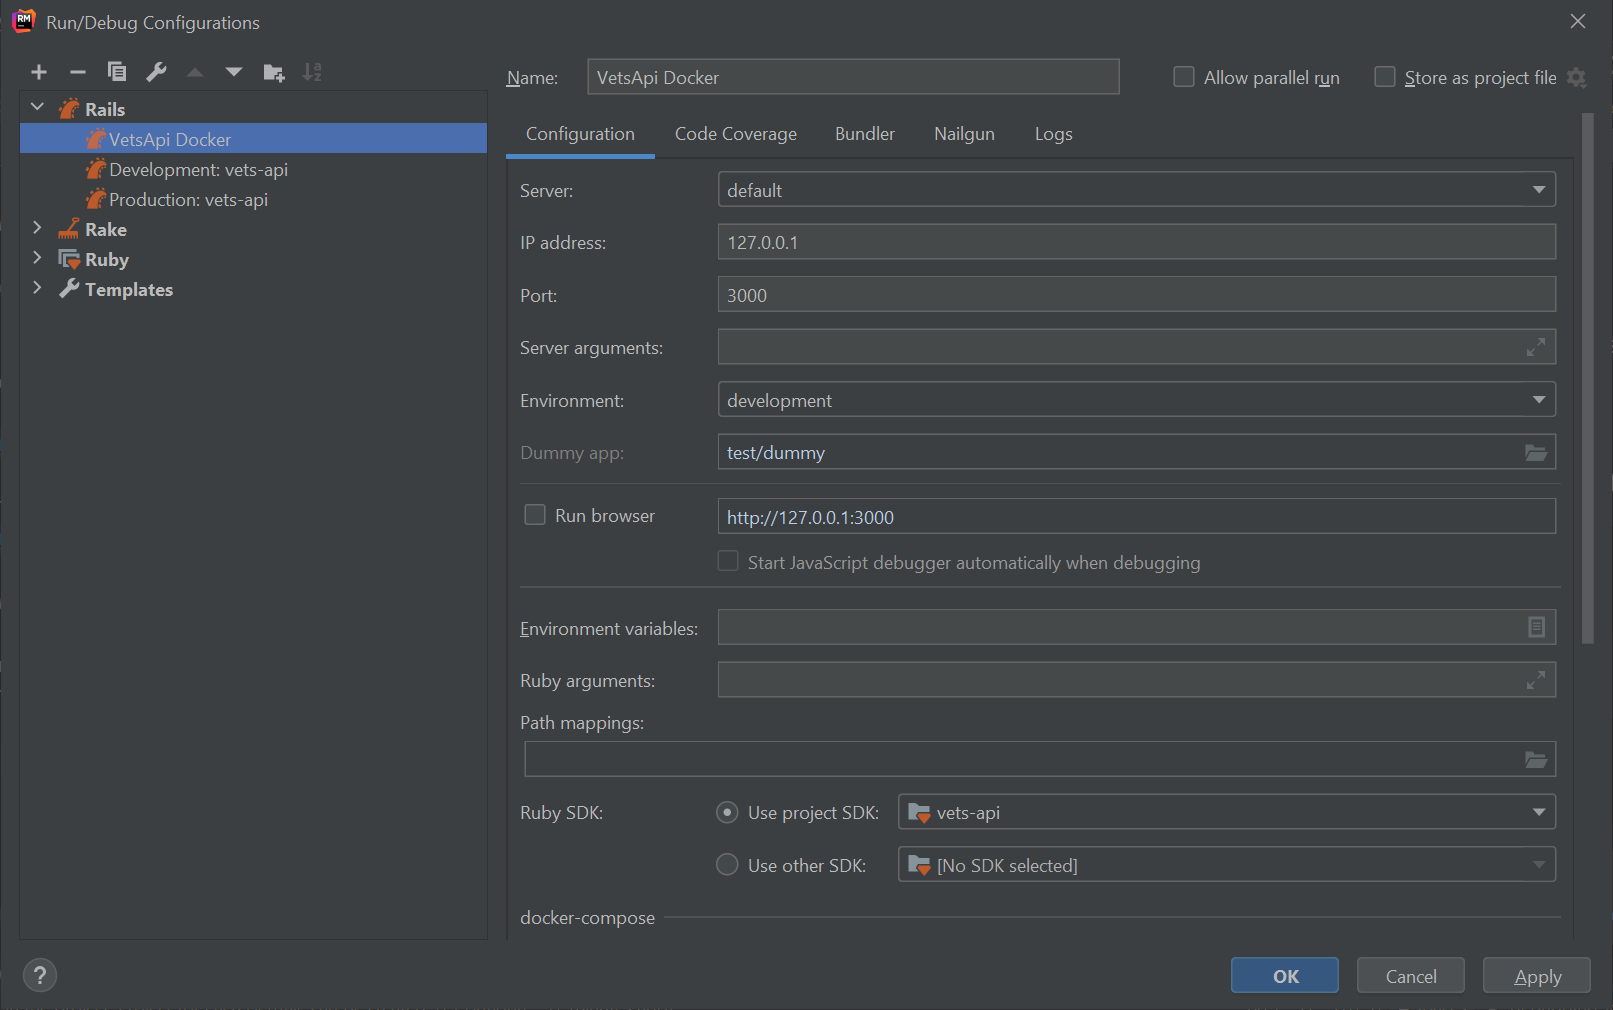 RM
Run/Debug Configurations
Name: VetsApi Docker Allow parallel run Store as project file
Rails
VetsApi Docker
Development: vets-api
Production: vets-api
Rake
Ruby
Templates
Configuration Code Coverage Bundler Nailgun Logs
Server: default
IP address: 127.0.0.1
Port: 3000
Server arguments:
Environment: development
Dummy app: test/dummy
Run browser http://127.0.0.1:3000
Start JavaScript debugger automatically when debugging
Environment variables:
Ruby arguments:
Path mappings:
Ruby SDK: Use project SDK: vets-api
Use other SDK: [No SDK selected]
docker-compose
? OK Cancel Apply